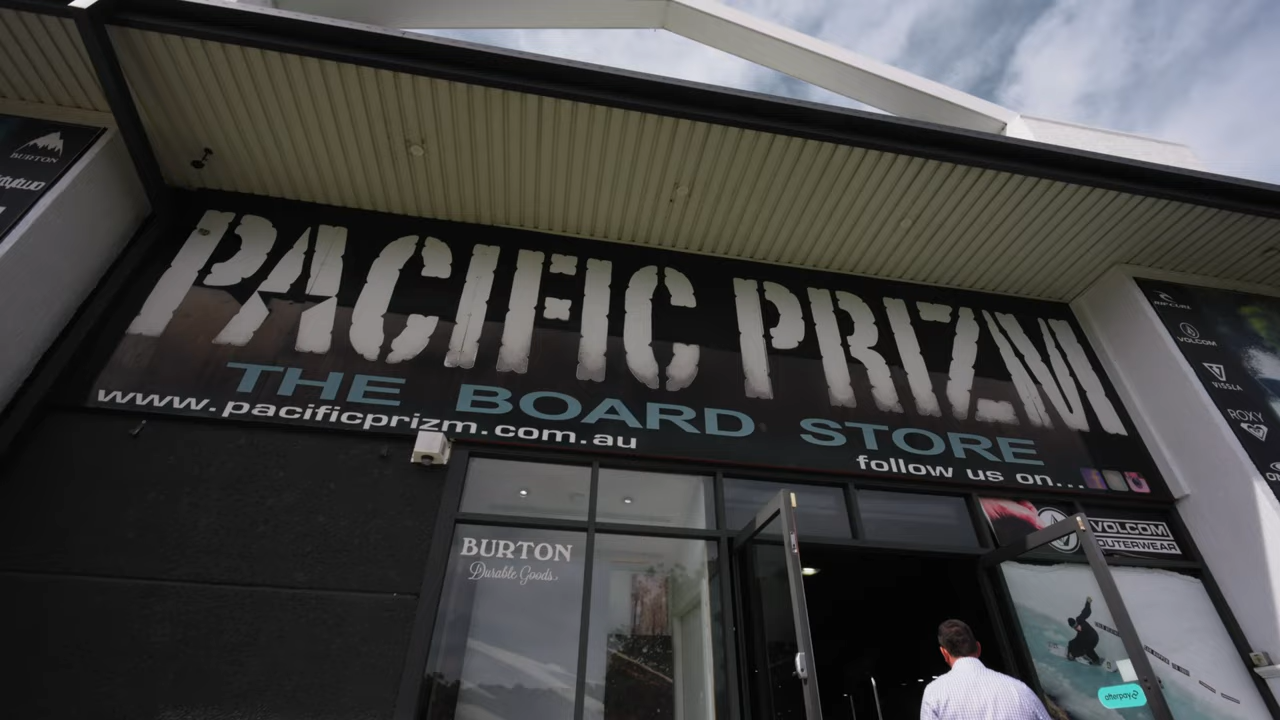 BURTON
PACIFIC PRIZM
THE BOARD STORE
www.pacificprizm.com.au
follow us on...
RIP CURL
VOLCOM
VISSLA
ROXY
BURTON
Durable Goods.
VOLCOM
OUTERWEAR
afterpay